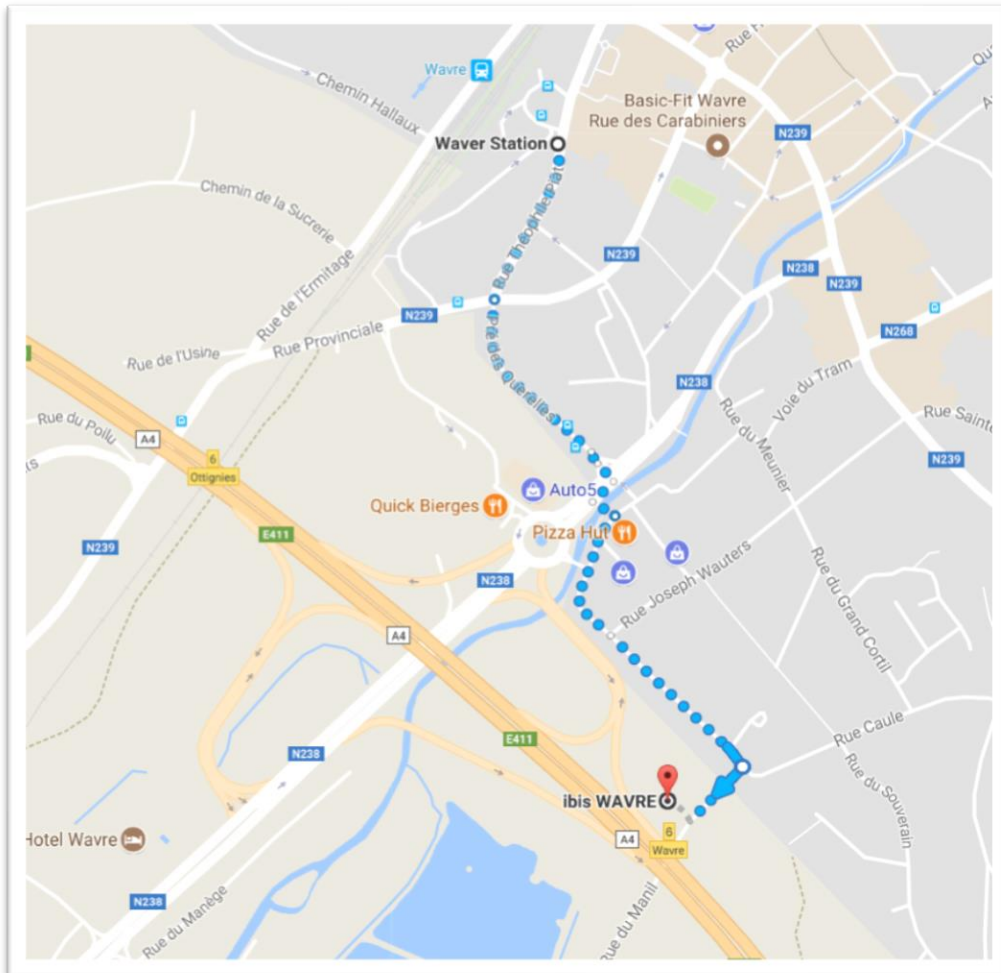 Rue H
Wavre
Qua
Chemin Hallaux
Basic-Fit Wavre
Rue des Carabiniers
N239
Waver Station
Chemin de la Sucrerie
Rue Théophile Piat
Rue de l'Ermitage
N239
N238
N239
N239
Rue Provinciale
Rue de l'Usine
N268
Pré des Querelles
N238
Voie du Tram
Rue du Poilu
A4
Rue du Meunier
Rue Sainte
6
Ottignies
N239
Auto5
Quick Bierges
E411
Pizza Hut
N239
N238
Rue Joseph Wauters
Rue du Grand Cortil
A4
Rue Caule
E411
N238
ibis WAVRE
Rue du Souverain
6
Wavre
A4
Hotel Wavre
Rue du Manil
N238
Rue du Manège